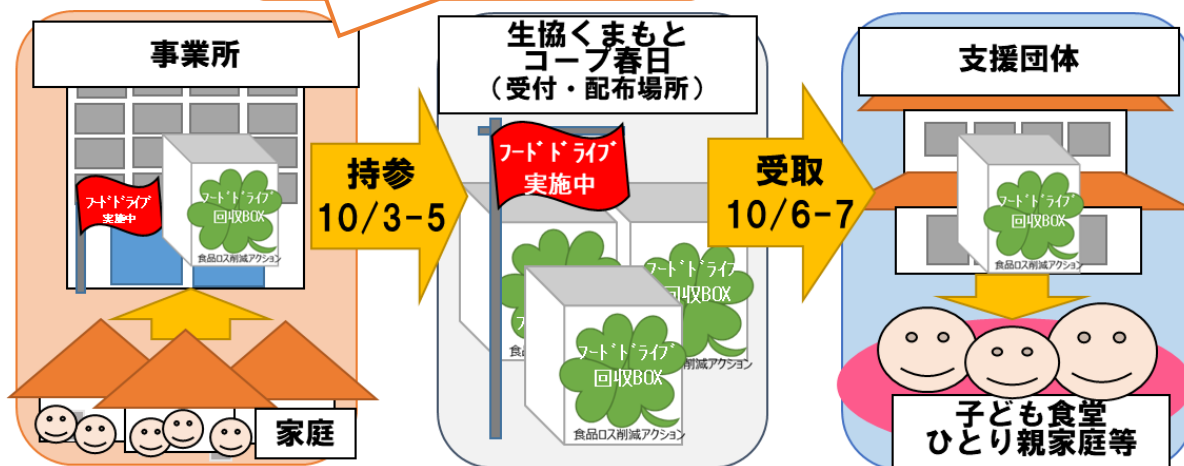 事業所
フードドライブ
実施中
フードドライブ
回収BOX
食品ロス削減アクション
家庭
持参
10/3-5
生協くまもと
コープ春日
(受付・配布場所)
フードドライブ
実施中
フードドライブ
回収BOX
削減アクション
フードドライブ
回収BOX
食品ロス削減アクション
受取
10/6-7
支援団体
フードドライブ
回収BOX
食品ロス削減アクション
子ども食堂
ひとり親家庭等